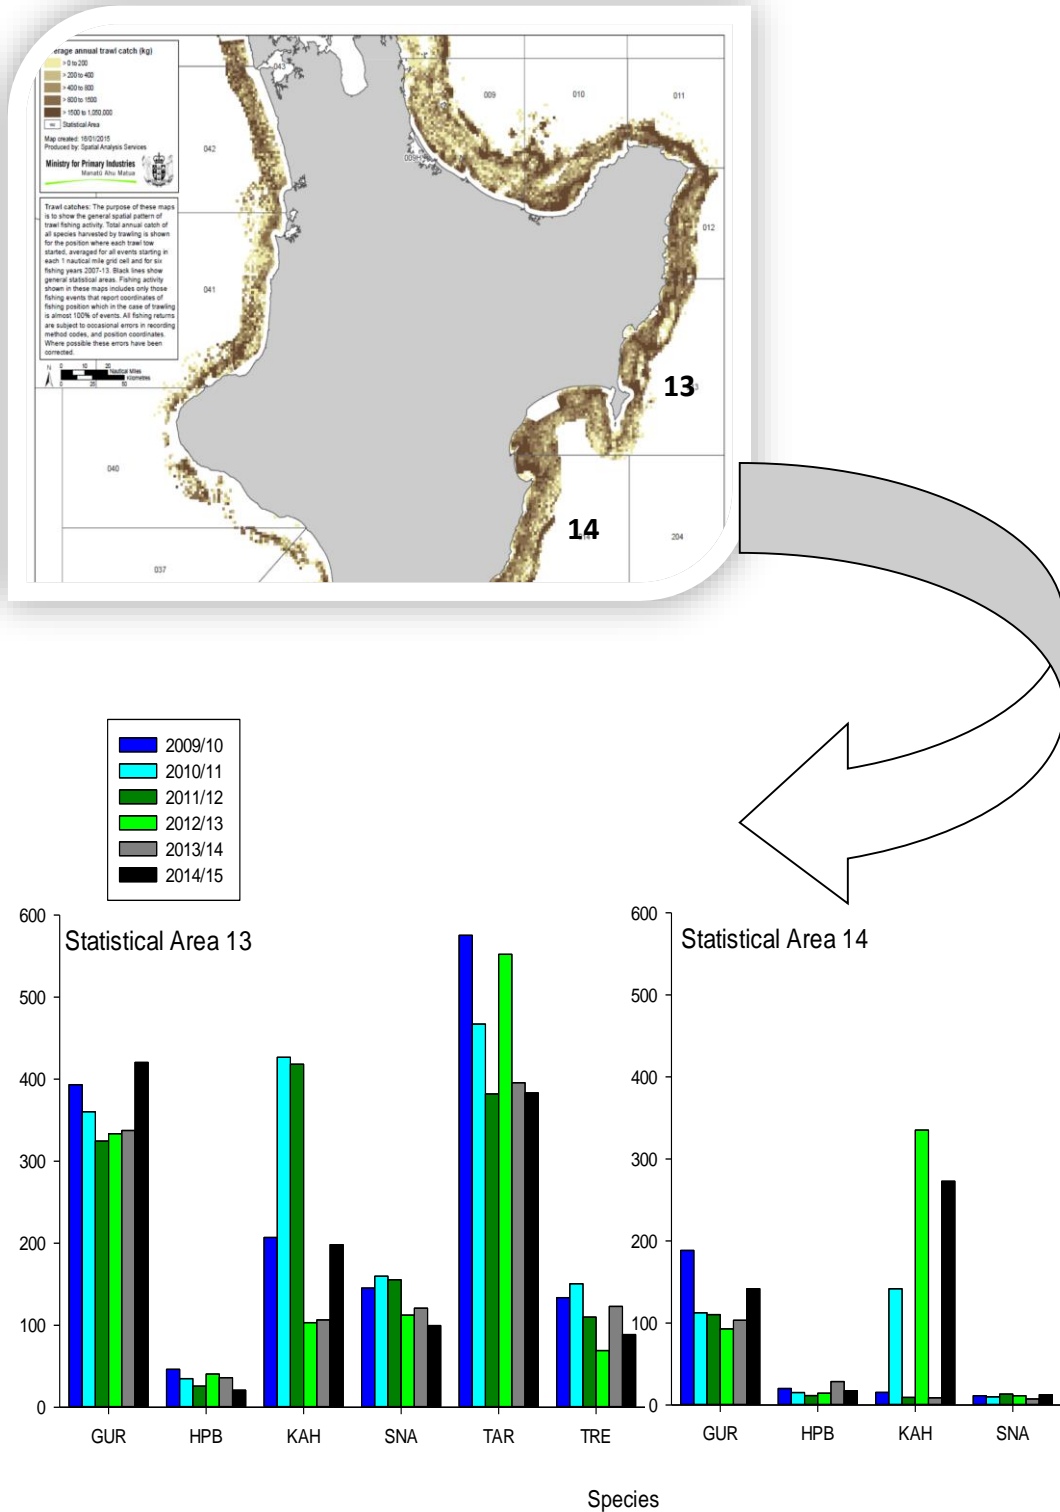 erage annual trawl catch (kg)
> 0 to 200
> 200 to 400
> 400 to 800
> 800 to 1500
> 1500 to 1,050,000
Statistical Area
Map created: 16/01/2015
Produced by: Spatial Analysis Services
Ministry for Primary Industries
Manatū Ahu Matua
Trawl catches: The purpose of these maps
is to show the general spatial pattern of
trawl fishing activity. Total annual catch of
all species harvested by trawling is shown
for the position where each trawl tow
started, averaged for all events starting in
each 1 nautical mile grid cell and for six
fishing years 2007-13. Black lines show
general statistical areas. Fishing activity
shown in these maps includes only those
fishing events that report coordinates of
fishing position which in the case of trawling
is almost 100% of events. All fishing returns
are subject to occasional errors in recording
method codes, and position coordinates.
Where possible these errors have been
corrected.
N
0 10 20
Nautical Miles
Kilometres
0 25 50
043
042
041
040
037
009
010
011
012
13
14
204
2009/10
2010/11
2011/12
2012/13
2013/14
2014/15
Statistical Area 13
600
500
400
300
200
100
0
GUR HPB KAH SNA TAR TRE
Statistical Area 14
600
500
400
300
200
100
0
GUR HPB KAH SNA
Species